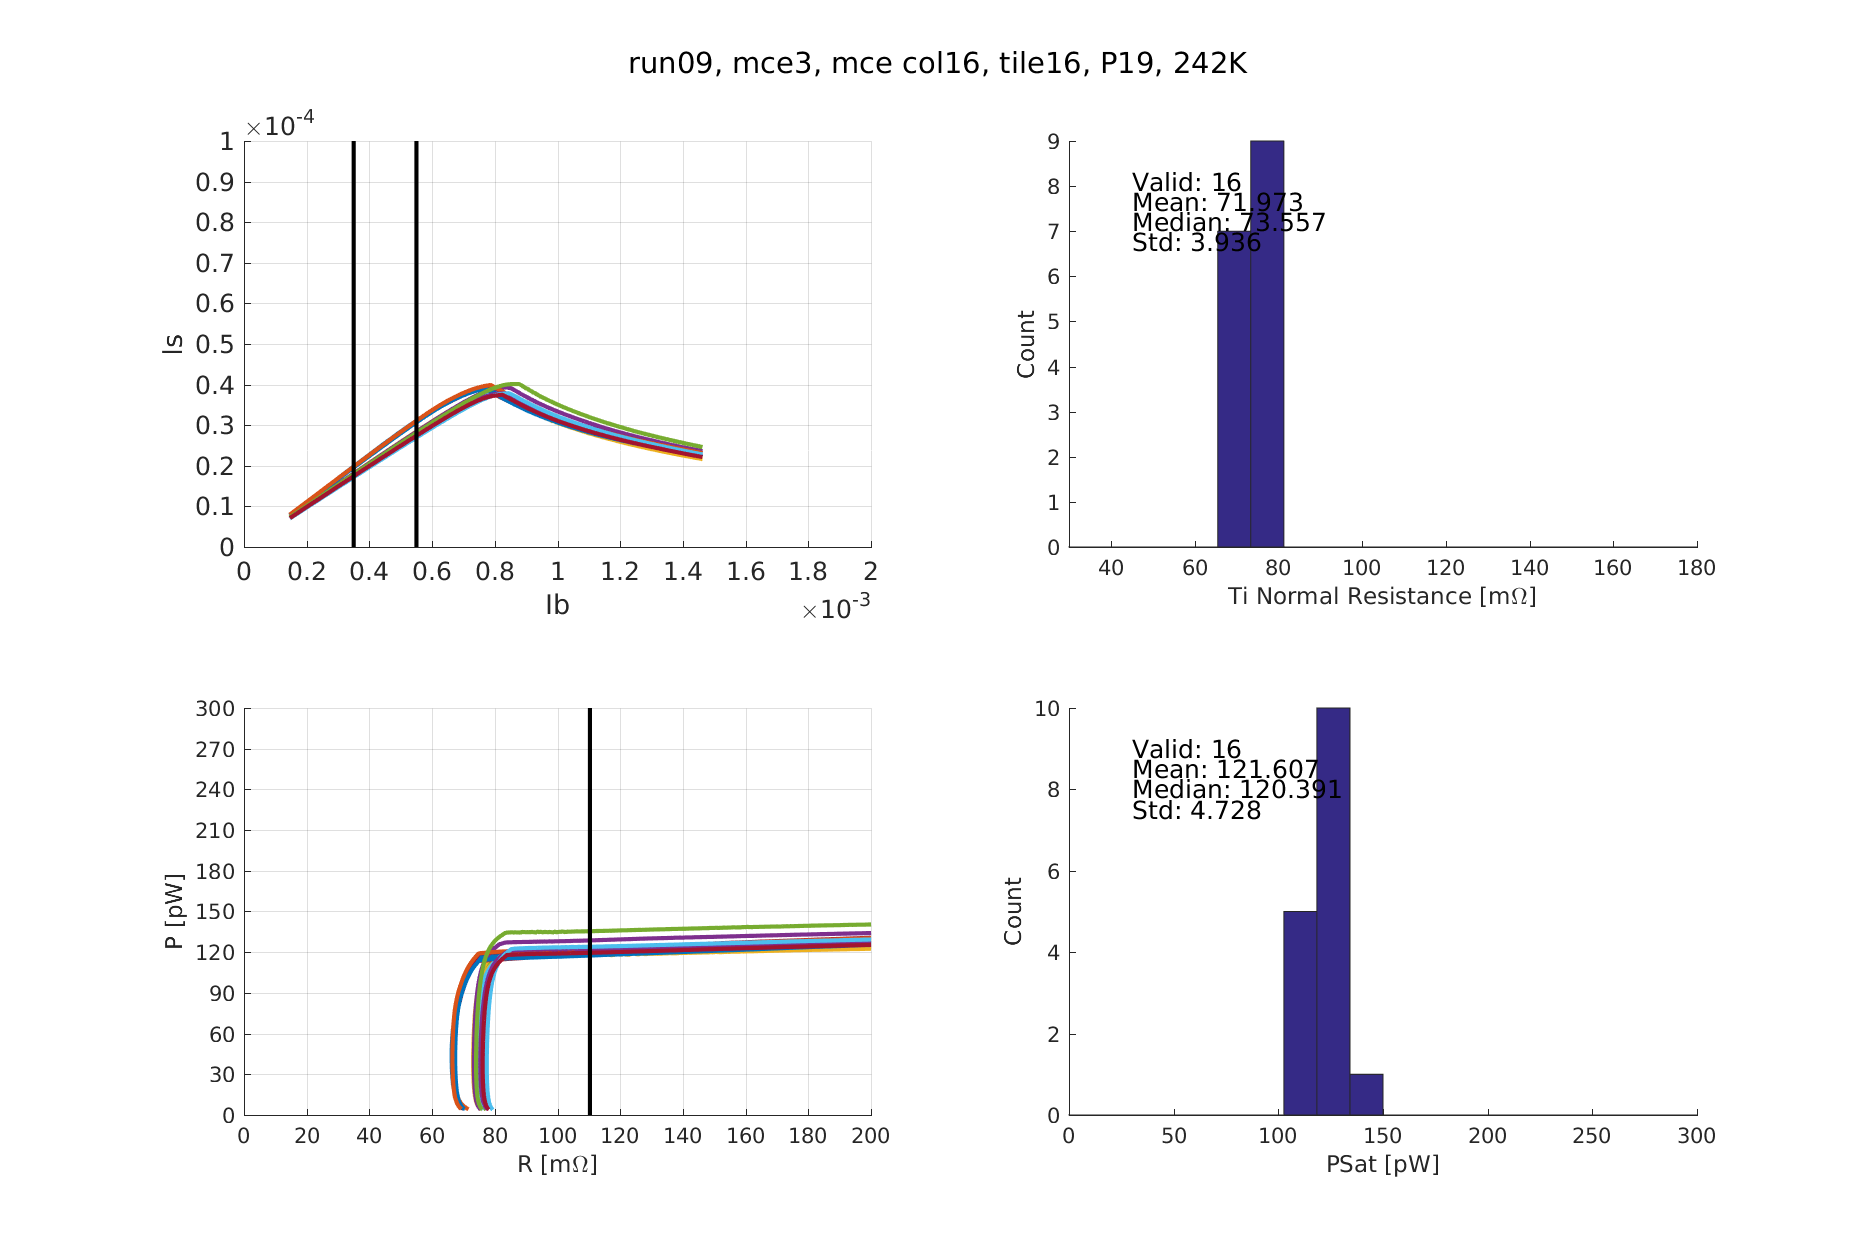 run09, mce3, mce col16, tile16, P19, 242K
×10-4
1
0.9
0.8
0.7
0.6
0.5
0.4
0.3
0.2
0.1
0
Is
0 0.2 0.4 0.6 0.8 1 1.2 1.4 1.6 1.8 2
Ib
×10-3
9
8
7
6
5
4
3
2
1
0
Count
Valid: 16
Mean: 71.973
Median: 73.557
Std: 3.936
40 60 80 100 120 140 160 180
Ti Normal Resistance [mΩ]
300
270
240
210
180
150
120
90
60
30
0
P [pW]
0 20 40 60 80 100 120 140 160 180 200
R [mΩ]
10
8
6
4
2
0
Count
Valid: 16
Mean: 121.607
Median: 120.391
Std: 4.728
0 50 100 150 200 250 300
PSat [pW]